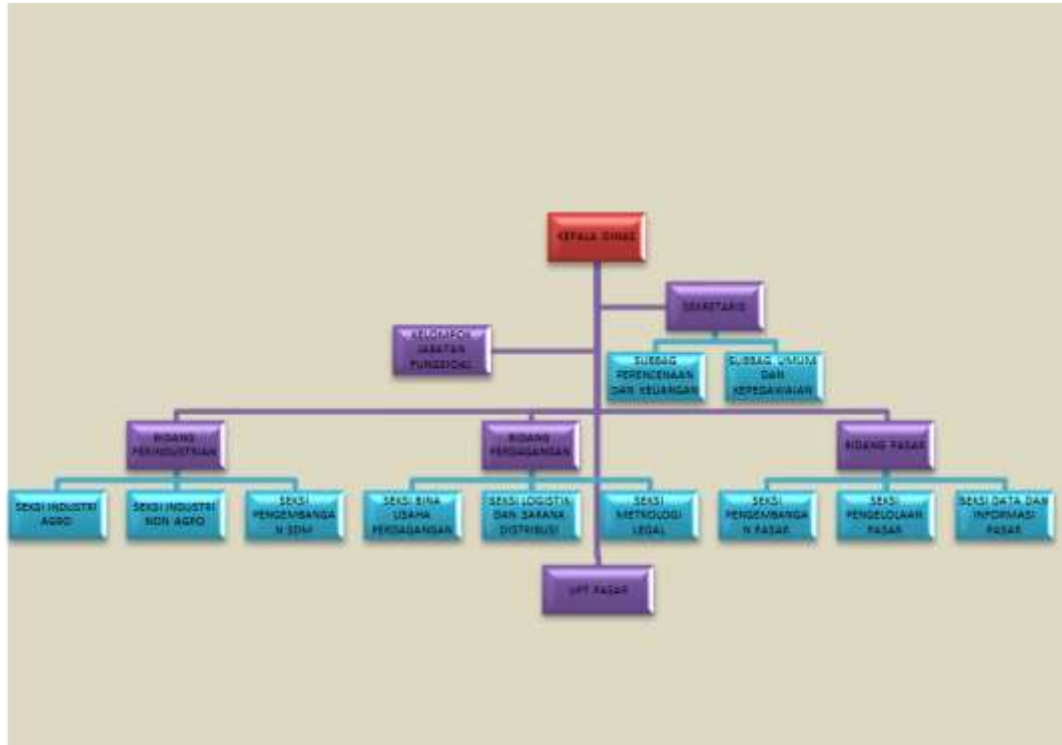 KEPALA DINAS
SEKRETARIS
KELOMPOK
JABATAN
FUNGSIONAL
SUBBAG
PERENCENAAN
DAN KEUANGAN
SUBBAG UMUM
DAN
KEPEGAWAIAN
BIDANG
PERINDUSTRIAN
BIDANG
PERDAGANGAN
BIDANG PASAR
SEKSI INDUSTRI
AGRO
SEKSI INDUSTRI
NON AGRO
SEKSI
PENGEMBANGA
N SDM
SEKSI BINA
USAHA
PERDAGANGAN
SEKSI LOGISTIK
DAN SARANA
DISTRIBUSI
SEKSI
METROLOGI
LEGAL
SEKSI
PENGEMBANGA
N PASAR
SEKSI
PENGELOLAAN
PASAR
SEKSI DATA DAN
INFORMASI
PASAR
UPT PASAR